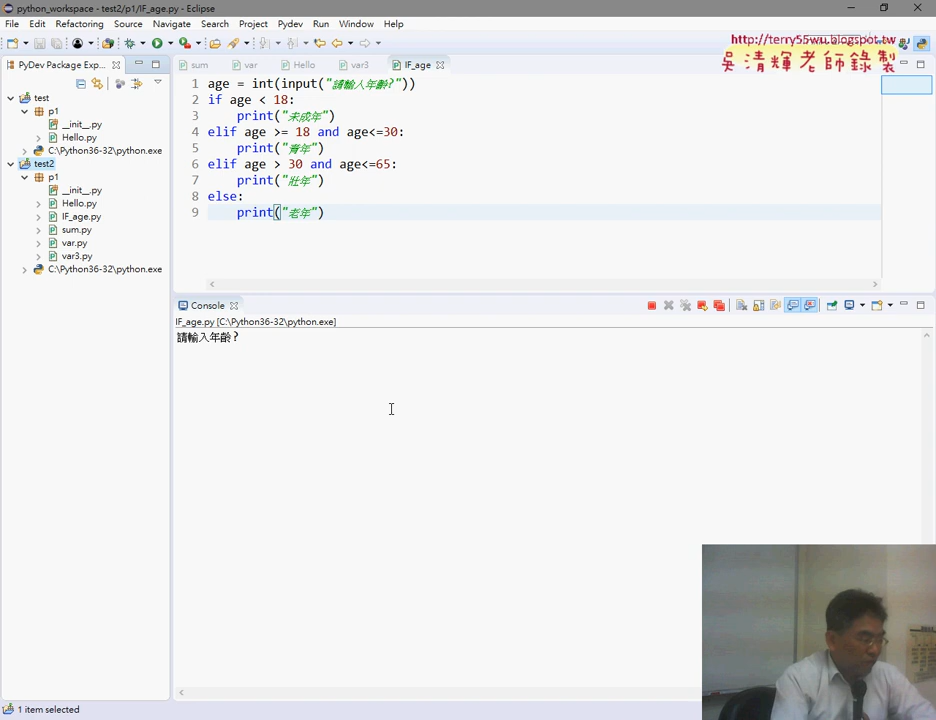 python_workspace - test2/p1/IF_age.py - Eclipse
File Edit Refactoring Source Navigate Search Project Pydev Run Window Help
http://terry55wu.blogspot.tw
吳清輝老師錄製
PyDev Package Exp...
sum var Hello var3 IF_age
test
p1
__init__.py
Hello.py
C:\Python36-32\python.exe
test2
p1
__init__.py
Hello.py
IF_age.py
sum.py
var.py
var3.py
C:\Python36-32\python.exe
1 age = int(input("請輸入年齡?"))
2 if age < 18:
3 print("未成年")
4 elif age >= 18 and age<=30:
5 print("青年")
6 elif age > 30 and age<=65:
7 print("壯年")
8 else:
9 print("老年")
Console
IF_age.py [C:\Python36-32\python.exe]
請輸入年齡?
1 item selected